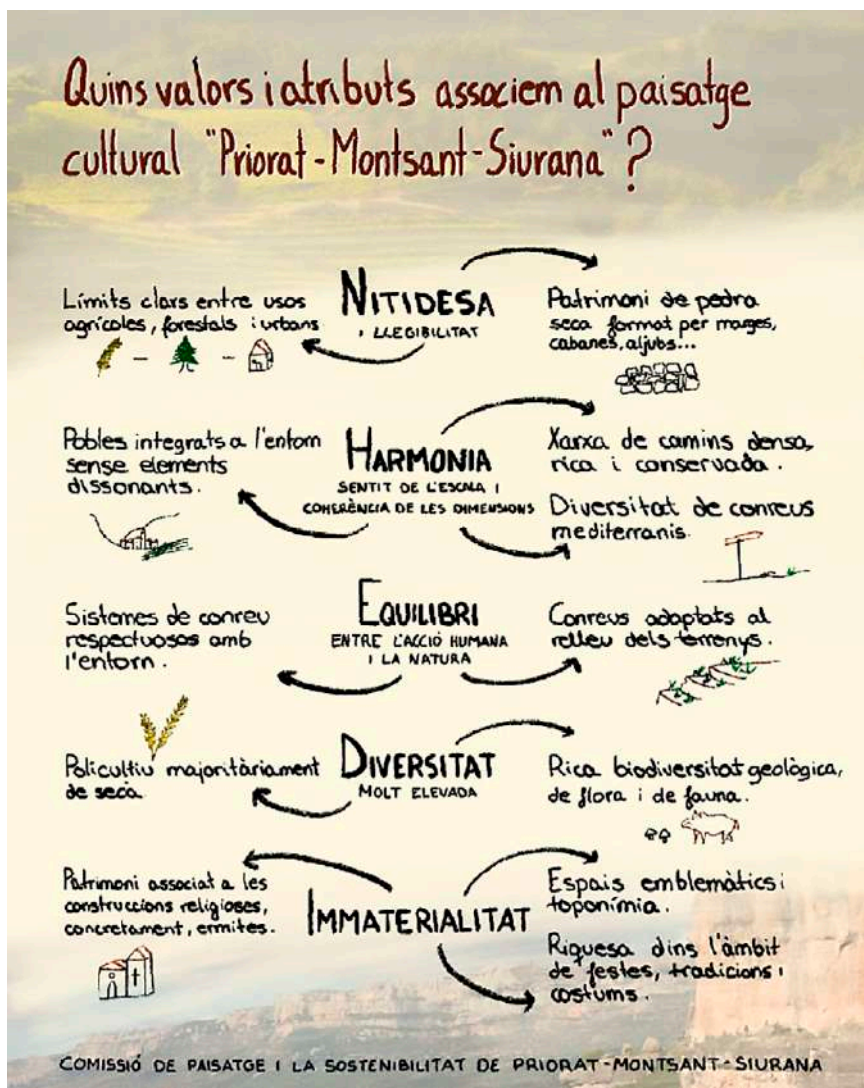 Quins valors i atributs associem al paisatge
cultural "Priorat-Montsant-Siurana"?
NITIDESA
I LLEGIBILITAT
Límits clars entre usos
agrícoles, forestals i urbans
Patrimoni de pedra
seca format per marges,
cabanes, aljubs...
HARMONIA
SENTIT DE L'ESCALA I
COHERÈNCIA DE LES DIMENSIONS
Pobles integrats a l'entorn
sense elements
dissonants.
Xarxa de camins densa,
rica i conservada.
Diversitat de conreus
mediterranis.
EQUILIBRI
ENTRE L'ACCIÓ HUMANA
I LA NATURA
Sistemes de conreu
respectuosos amb
l'entorn.
Conreus adaptats al
relleu dels terrenys.
DIVERSITAT
MOLT ELEVADA
Policultiu majoritàriament
de secà.
Rica biodiversitat geològica,
de flora i de fauna.
IMMATERIALITAT
Patrimoni associat a les
construccions religioses,
concretament, ermites.
Espais emblemàtics i
toponímia.
Riquesa dins l'àmbit
de festes, tradicions i
costums.
COMISSIÓ DE PAISATGE I LA SOSTENIBILITAT DE PRIORAT-MONTSANT-SIURANA